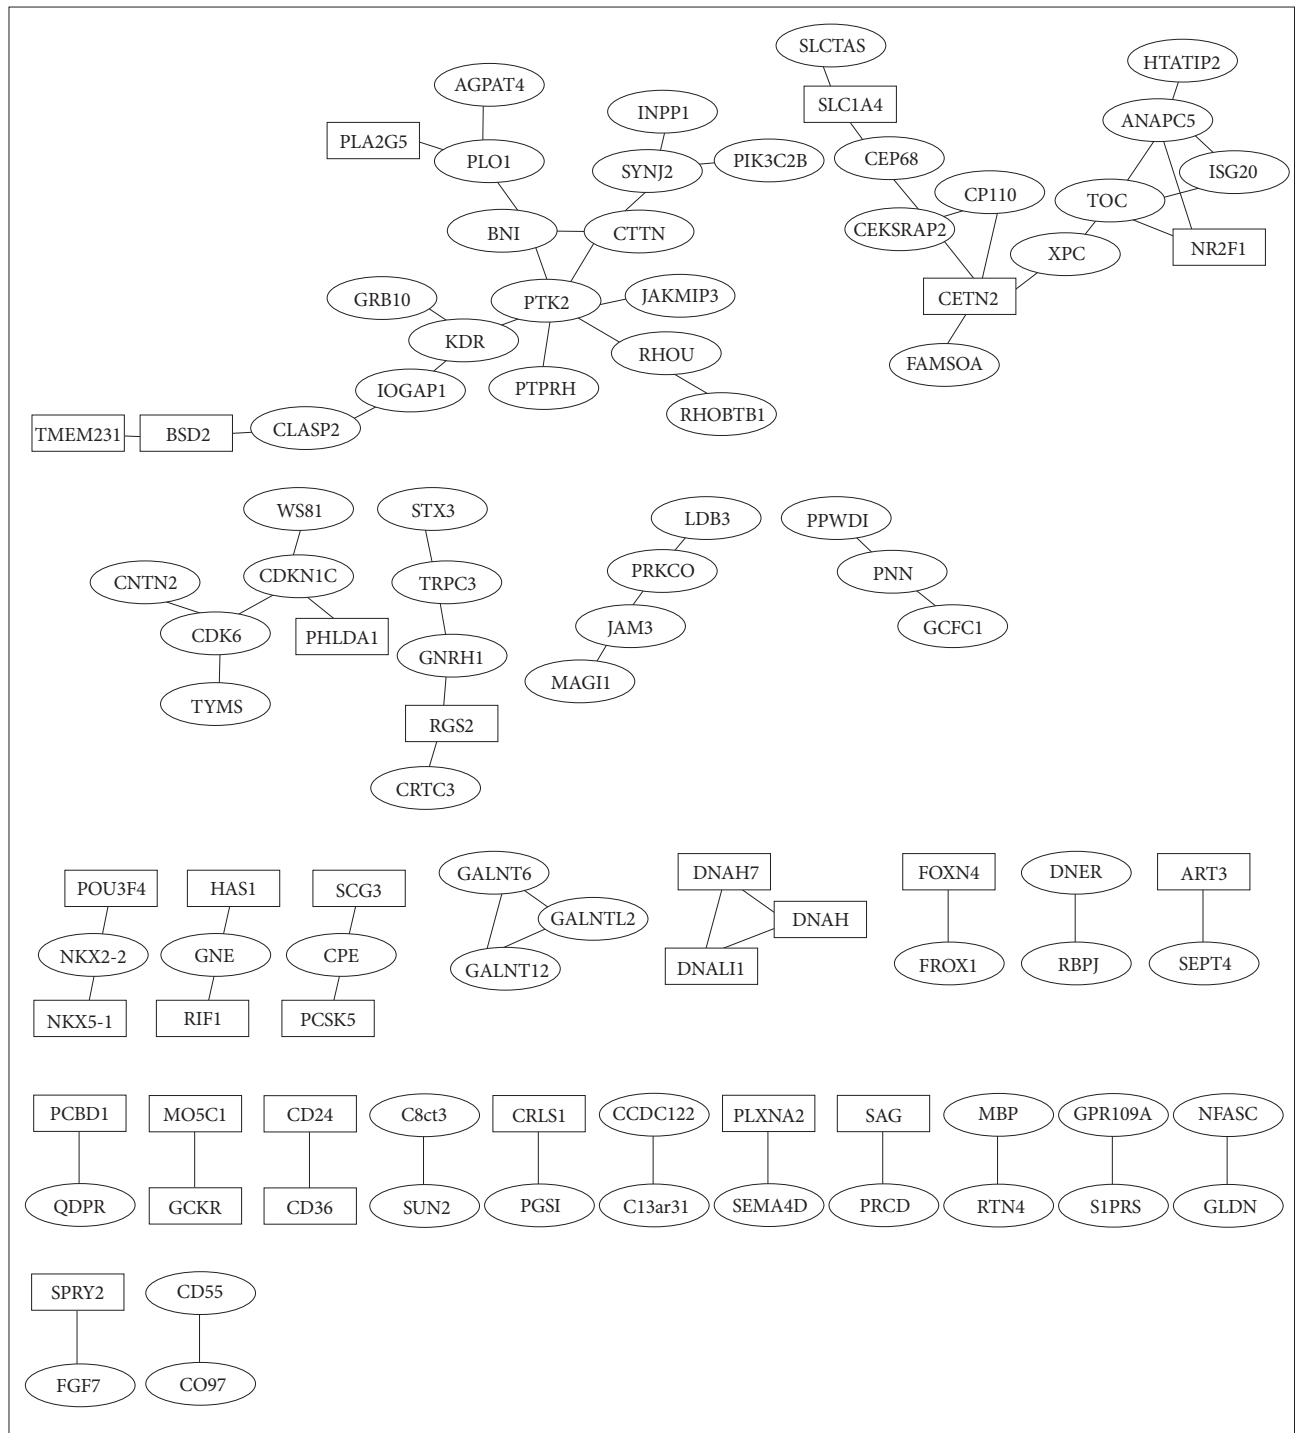 SLCTAS
HTATIP2
AGPAT4
SLC1A4
INPP1
ANAPC5
PLA2G5
PLO1
SYNJ2
PIK3C2B
CEP68
ISG20
CP110
TOC
BNI
CTTN
CEKSRAP2
XPC
NR2F1
GRB10
PTK2
JAKMIP3
CETN2
KDR
RHOU
FAMSOA
IOGAP1
PTPRH
RHOBTB1
TMEM231
BSD2
CLASP2
WS81
STX3
LDB3
PPWDI
CNTN2
CDKN1C
TRPC3
PRKCO
PNN
CDK6
PHLDA1
JAM3
GCFC1
GNRH1
TYMS
MAGI1
RGS2
CRTC3
POU3F4
HAS1
SCG3
GALNT6
DNAH7
FOXN4
DNER
ART3
GALNTL2
DNAH
NKX2-2
GNE
CPE
GALNT12
DNALI1
FROX1
RBPJ
SEPT4
NKX5-1
RIF1
PCSK5
PCBD1
MO5C1
CD24
C8ct3
CRLS1
CCDC122
PLXNA2
SAG
MBP
GPR109A
NFASC
QDPR
GCKR
CD36
SUN2
PGSI
C13ar31
SEMA4D
PRCD
RTN4
S1PRS
GLDN
SPRY2
CD55
FGF7
CO97